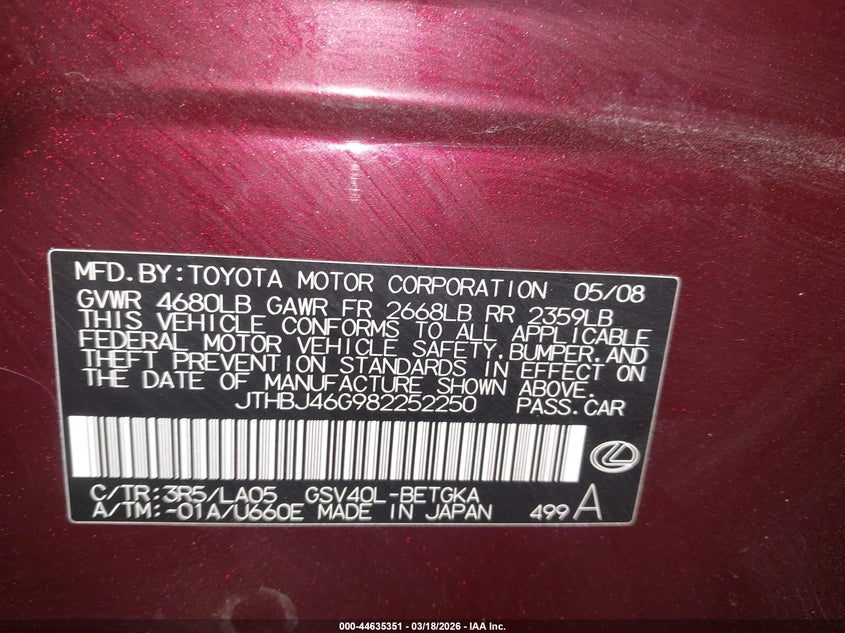 MFD.BY:TOYOTA MOTOR CORPORATION 05/08
GVWR 4680LB GAWR FR 2668LB RR 2359LB
THIS VEHICLE CONFORMS TO ALL APPLICABLE
FEDERAL MOTOR VEHICLE SAFETY,BUMPER,AND
THEFT PREVENTION STANDARDS IN EFFECT ON
THE DATE OF MANUFACTURE SHOWN ABOVE.
JTHBJ46G982252250 PASS.CAR
C/TR:3R5/LA05 GSV40L-BETGKA
A/TM:-01A/U660E MADE IN JAPAN 499A
000-44635351 - 03/18/2026 - IAA Inc.